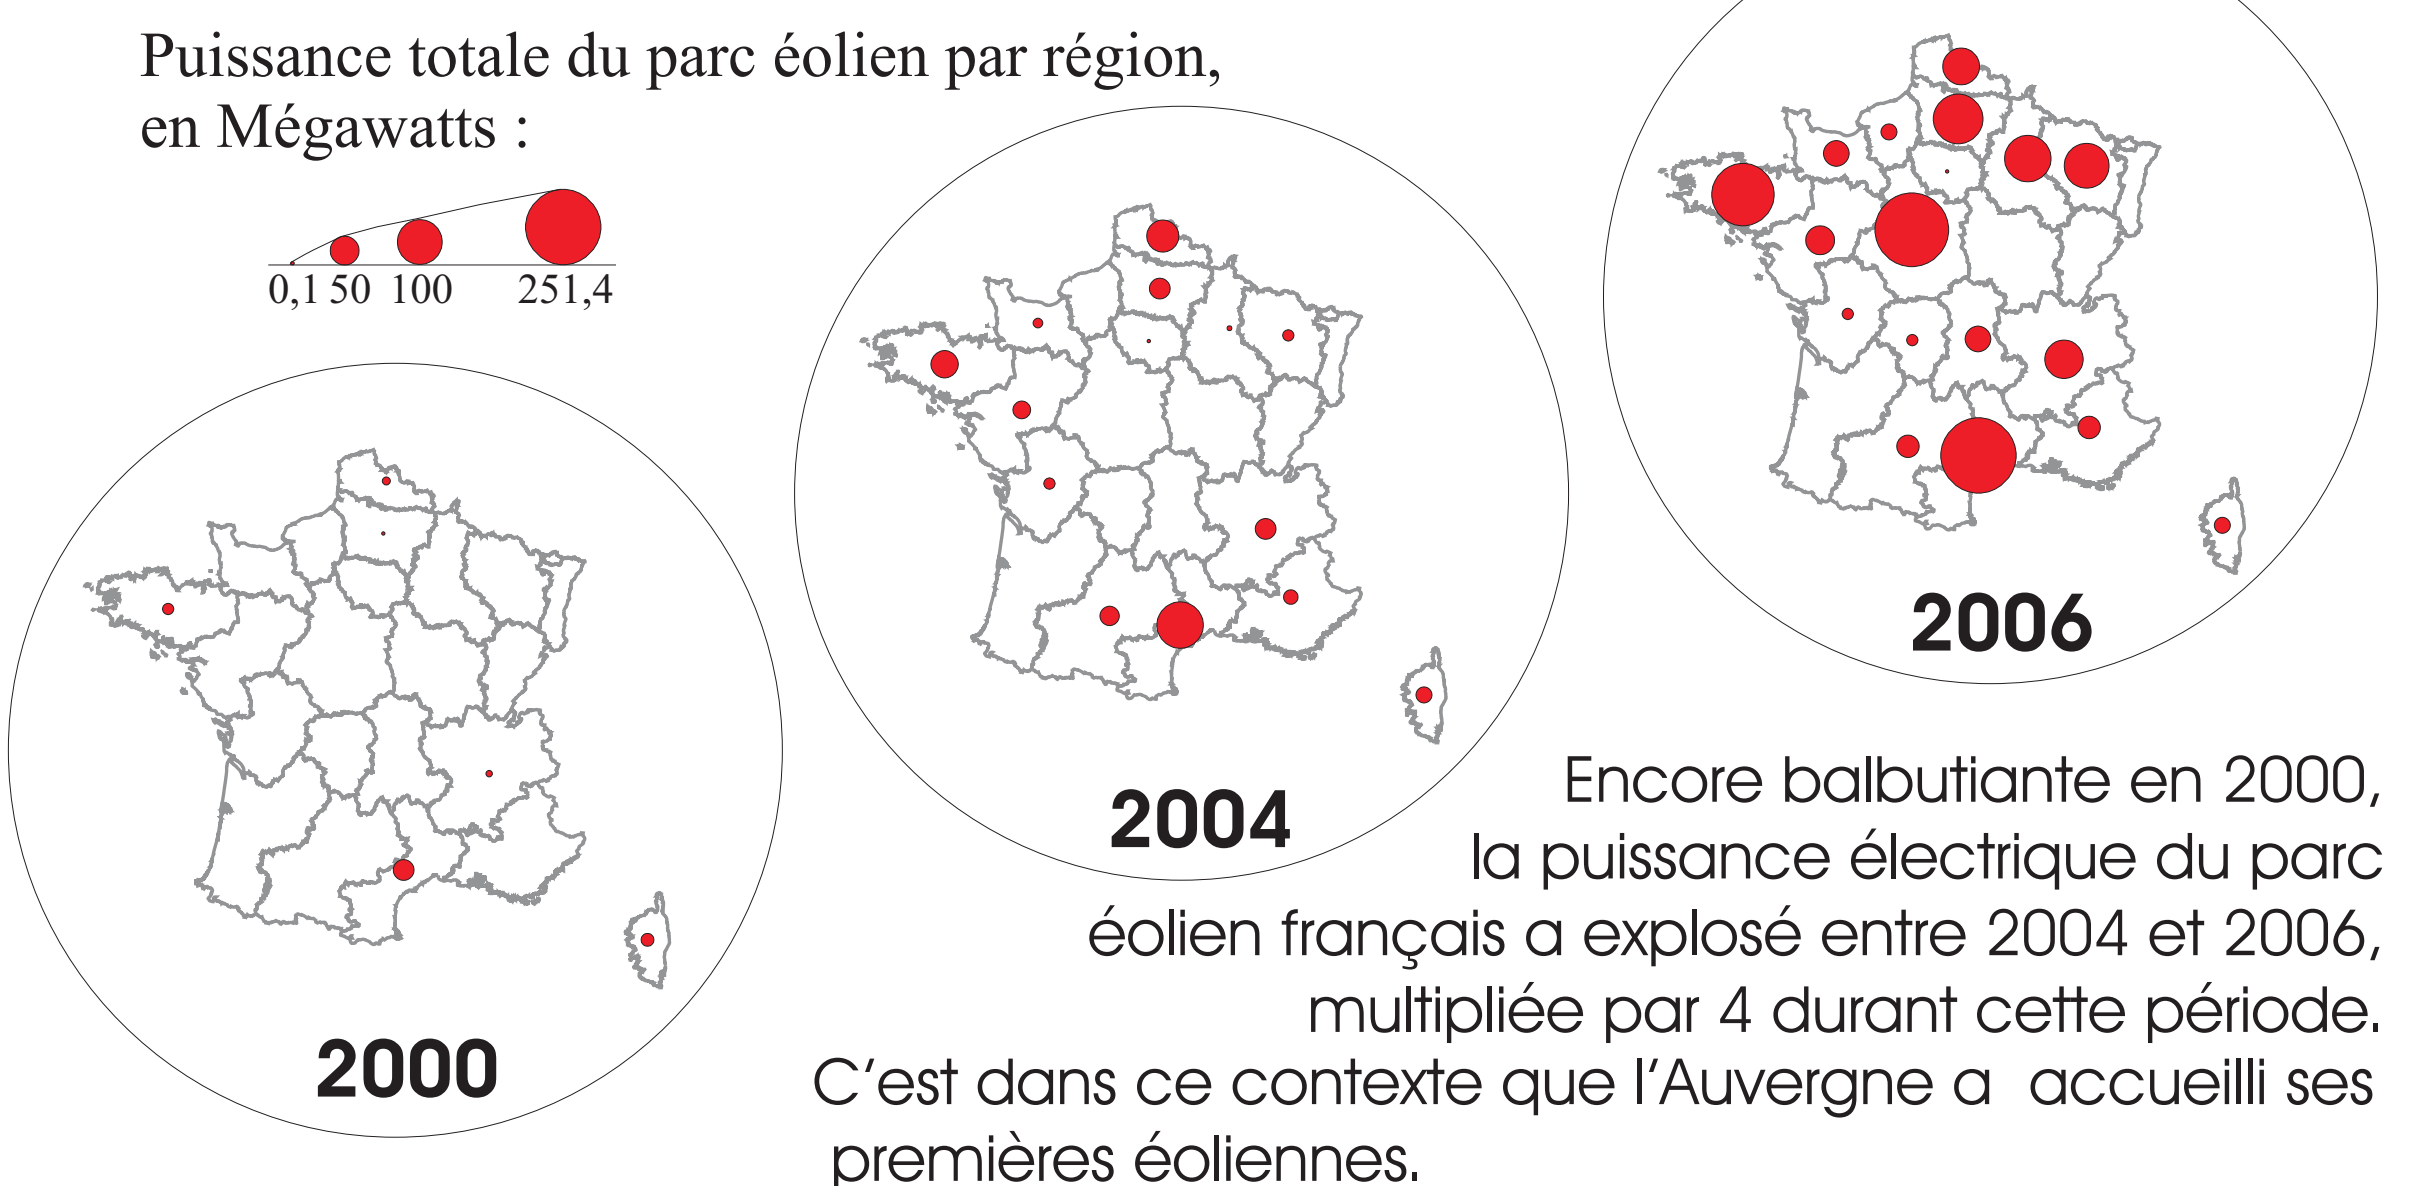 Puissance totale du parc éolien par région,
en Mégawatts :
0,1 50 100 251,4
2006
2004
2000
Encore balbutiante en 2000,
la puissance électrique du parc
éolien français a explosé entre 2004 et 2006,
multipliée par 4 durant cette période.
C'est dans ce contexte que l'Auvergne a accueilli ses
premières éoliennes.